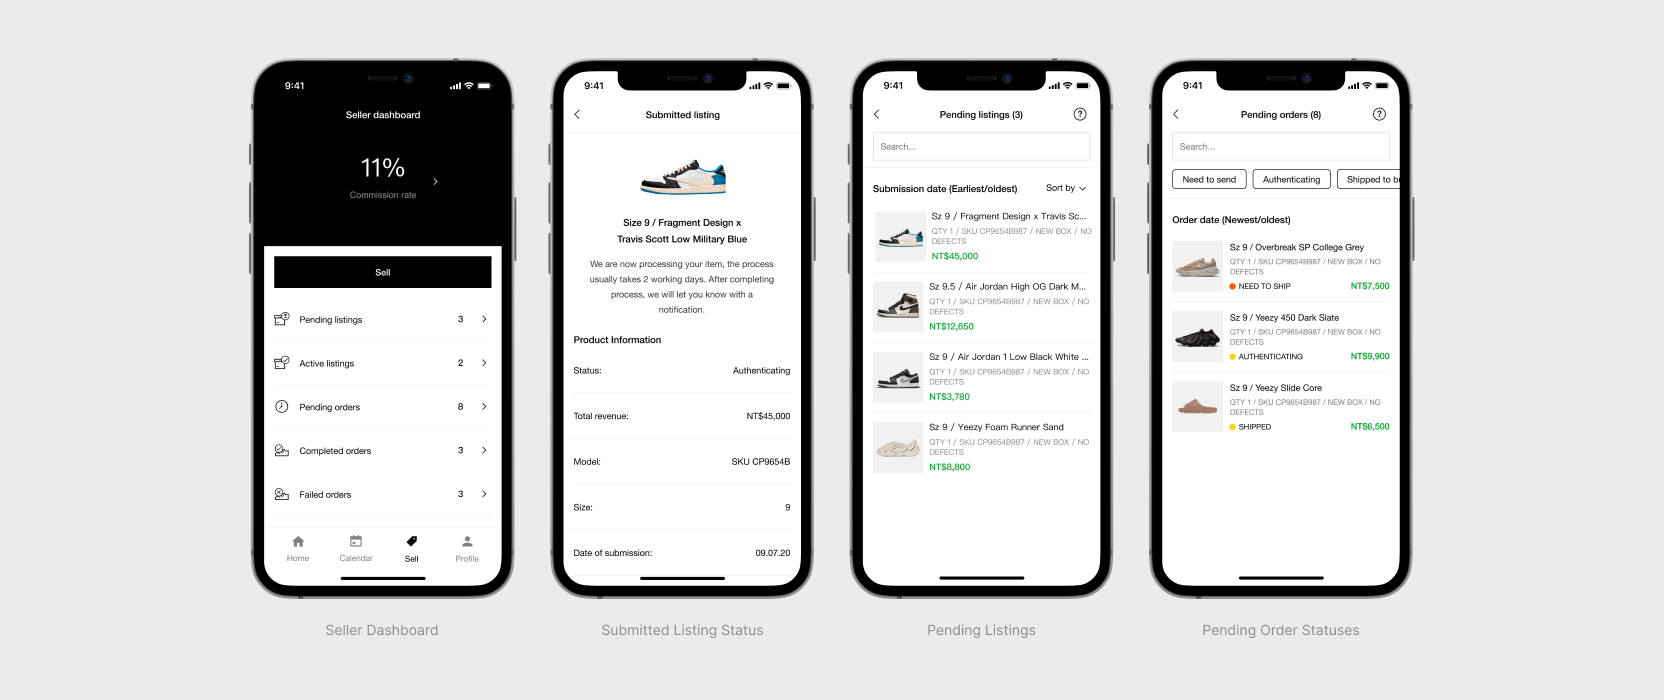 9:41
Seller dashboard
11%
Commission rate
Sell
Pending listings 3
Active listings 2
Pending orders 8
Completed orders 3
Failed orders 3
Home Calendar Sell Profile
Seller Dashboard
9:41
Submitted listing
Size 9 / Fragment Design x
Travis Scott Low Military Blue
We are now processing your item, the process
usually takes 2 working days. After completing
process, we will let you know with a
notification.
Product Information
Status: Authenticating
Total revenue: NT$45,000
Model: SKU CP9654B
Size: 9
Date of submission: 09.07.20
Submitted Listing Status
9:41
Pending listings (3)
Search...
Submission date (Earliest/oldest) Sort by
Sz 9 / Fragment Design x Travis Sc...
QTY 1 / SKU CP9654B987 / NEW BOX / NO
DEFECTS
NT$45,000
Sz 9.5 / Air Jordan High OG Dark M...
QTY 1 / SKU CP9654B987 / NEW BOX / NO
DEFECTS
NT$12,650
Sz 9 / Air Jordan 1 Low Black White ...
QTY 1 / SKU CP9654B987 / NEW BOX / NO
DEFECTS
NT$3,780
Sz 9 / Yeezy Foam Runner Sand
QTY 1 / SKU CP9654B987 / NEW BOX / NO
DEFECTS
NT$8,800
Pending Listings
9:41
Pending orders (8)
Search...
Need to send Authenticating Shipped to
Order date (Newest/oldest)
Sz 9 / Overbreak SP College Grey
QTY 1 / SKU CP9654B987 / NEW BOX / NO
DEFECTS
NEED TO SHIP NT$7,500
Sz 9 / Yeezy 450 Dark Slate
QTY 1 / SKU CP9654B987 / NEW BOX / NO
DEFECTS
AUTHENTICATING NT$9,900
Sz 9 / Yeezy Slide Core
QTY 1 / SKU CP9654B987 / NEW BOX / NO
DEFECTS
SHIPPED NT$6,500
Pending Order Statuses